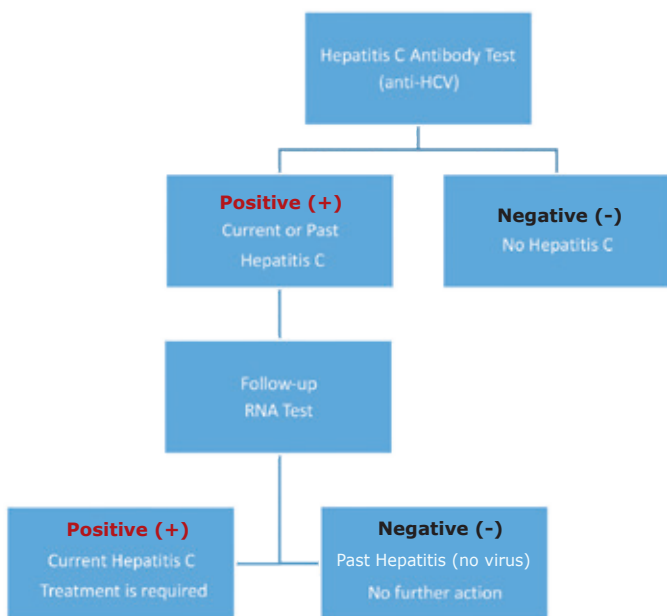 Hepatitis C Antibody Test
(anti-HCV)
Positive (+)
Current or Past
Hepatitis C
Negative (-)
No Hepatitis C
Follow-up
RNA Test
Positive (+)
Current Hepatitis C
Treatment is required
Negative (-)
Past Hepatitis (no virus)
No further action